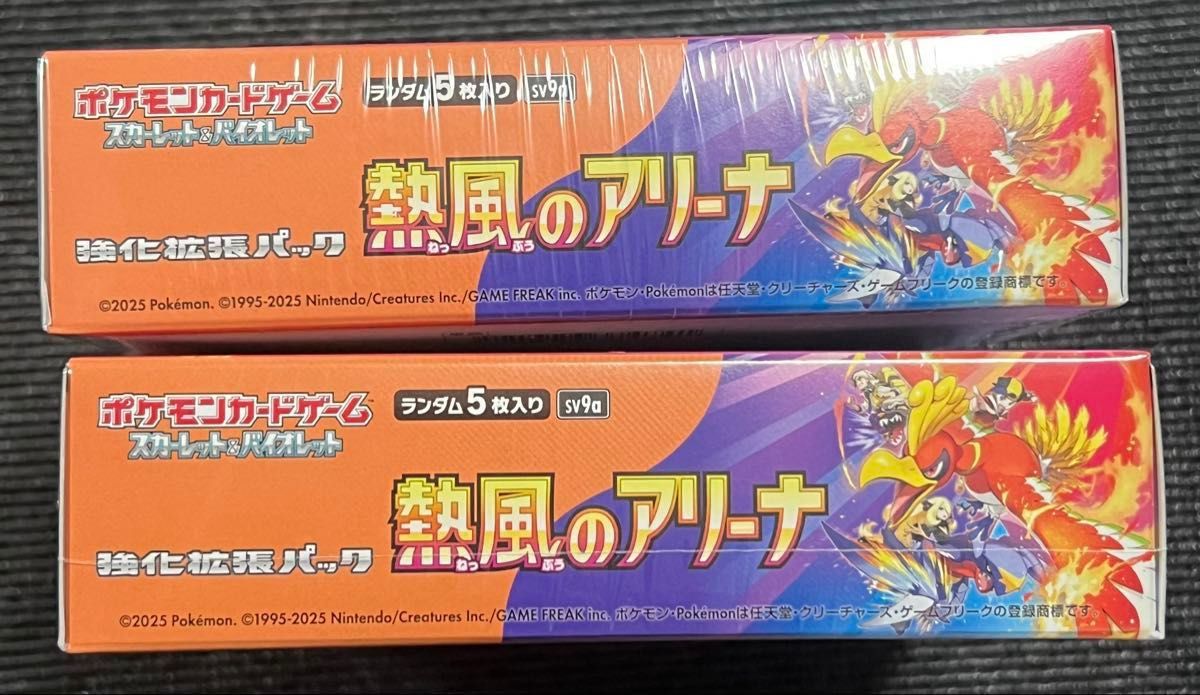 ポケモンカードゲーム
スカーレット&バイオレット
ランダム5枚入り sv9a
熱風のアリーナ
ねっ ぷう
強化拡張パック
©2025 Pokémon. ©1995-2025 Nintendo/Creatures Inc./GAME FREAK inc. ポケモン・Pokémonは任天堂・クリーチャーズ・ゲームフリークの登録商標です。
ポケモンカードゲーム
スカーレット&バイオレット
ランダム5枚入り sv9a
熱風のアリーナ
ねっ ぷう
強化拡張パック
©2025 Pokémon. ©1995-2025 Nintendo/Creatures Inc./GAME FREAK inc. ポケモン・Pokémonは任天堂・クリーチャーズ・ゲームフリークの登録商標です。